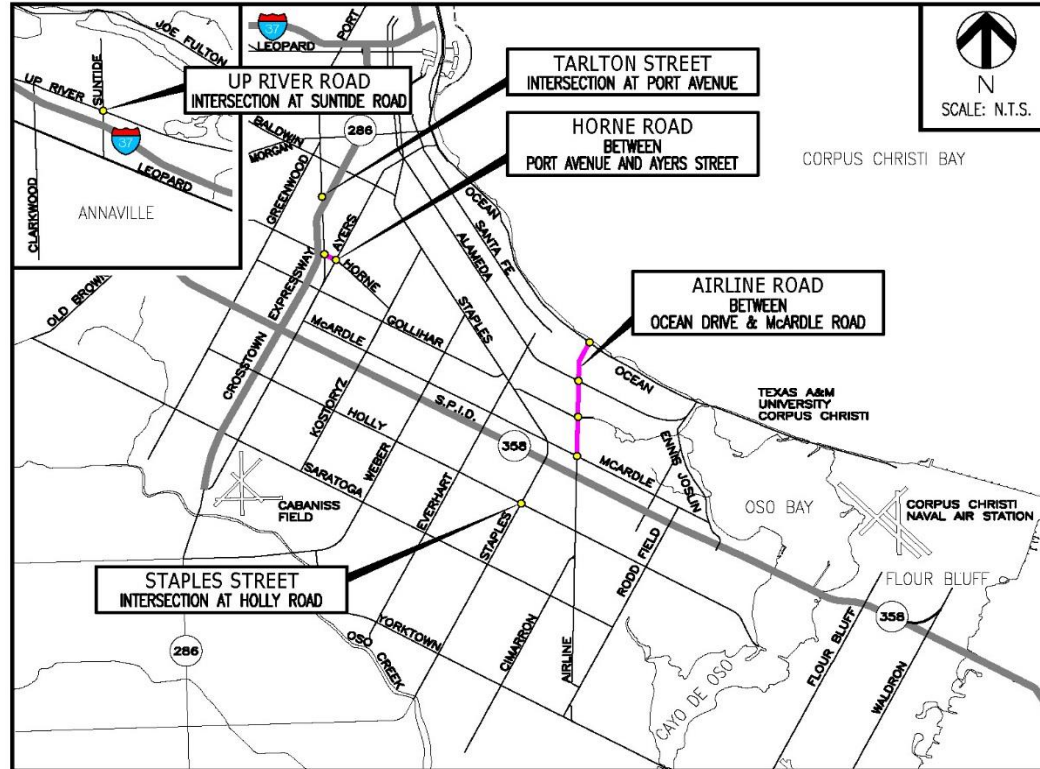 JOE FULTON
UP RIVER
SUNTIDE
37
LEOPARD
CLARKWOOD
ANNAVILLE
37
LEOPARD
PORT
UP RIVER ROAD
INTERSECTION AT SUNTIDE ROAD
TARLTON STREET
INTERSECTION AT PORT AVENUE
N
SCALE: N.T.S.
286
BALDWIN
MORGAN
GREENWOOD
HORNE ROAD
BETWEEN
PORT AVENUE AND AYERS STREET
CORPUS CHRISTI BAY
OCEAN
SANTA FE
ALAMEDA
AYERS
HORNE
STAPLES
AIRLINE ROAD
BETWEEN
OCEAN DRIVE & McARDLE ROAD
OLD BROWN
CROSSTOWN EXPRESSWAY
McARDLE
GOLLIHAR
OCEAN
TEXAS A&M
UNIVERSITY
CORPUS CHRISTI
KOSTORYZ
HOLLY
S.P.I.D.
358
MCARDLE
ENNIS JOSLIN
SARATOGA
WEBER
EVERHART
STAPLES
CABANISS
FIELD
OSO BAY
CORPUS CHRISTI
NAVAL AIR STATION
RODD FIELD
FLOUR BLUFF
STAPLES STREET
INTERSECTION AT HOLLY ROAD
286
YORKTOWN
OSO CREEK
CIMARRON
AIRLINE
CAYO DE OSO
FLOUR BLUFF
WALDRON
358